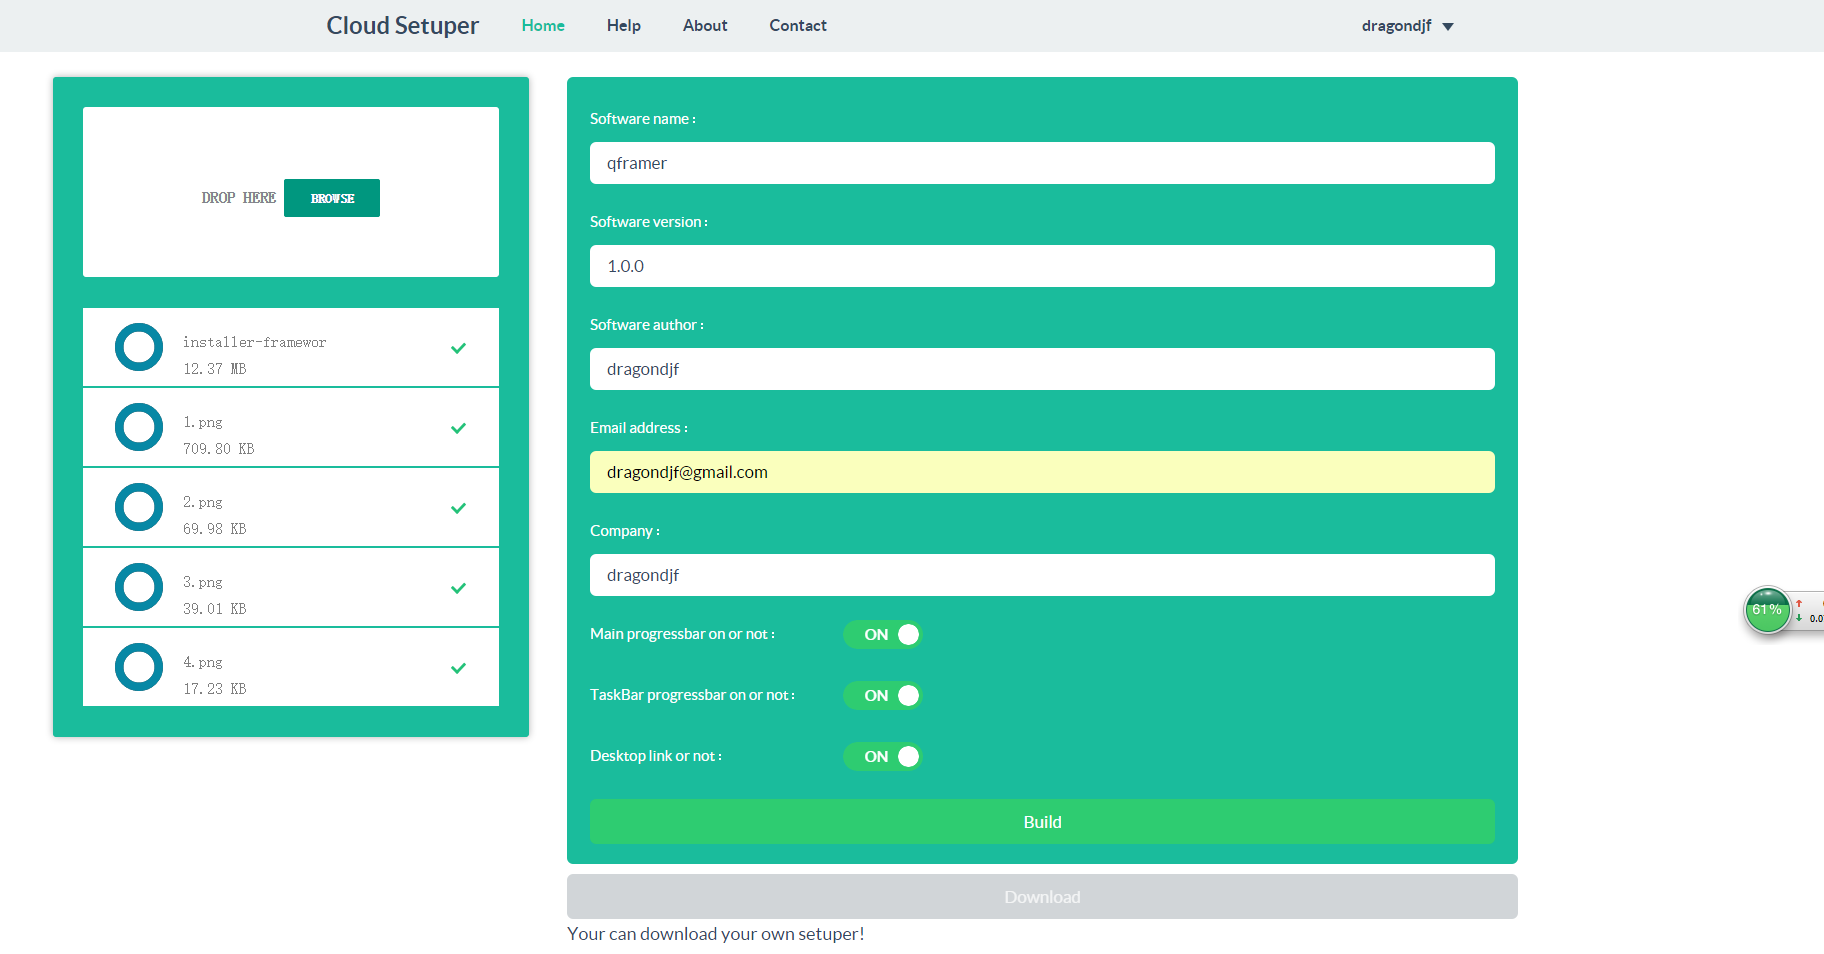 Cloud Setuper Home Help About Contact dragondjf
DROP HERE BROWSE
installer-framewor
12.37 MB
1.png
709.80 KB
2.png
69.98 KB
3.png
39.01 KB
4.png
17.23 KB
Software name :
qframer
Software version :
1.0.0
Software author :
dragondjf
Email address :
dragondjf@gmail.com
Company :
dragondjf
Main progressbar on or not : ON
TaskBar progressbar on or not : ON
Desktop link or not : ON
Build
Download
Your can download your own setuper!
61%